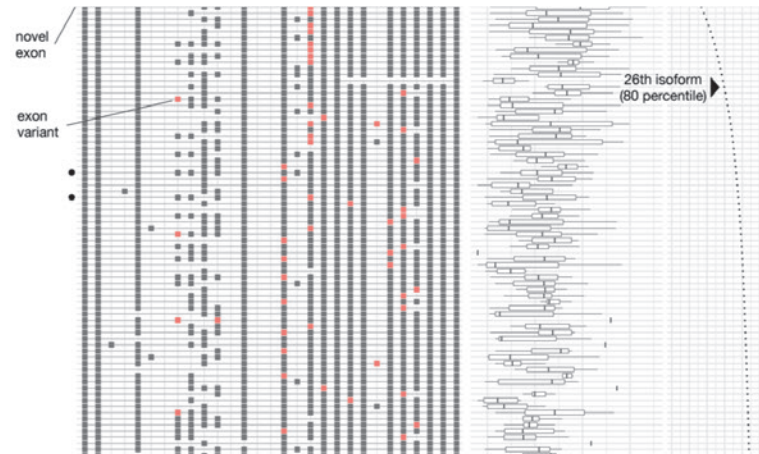 novel
exon
26th isoform
(80 percentile)
exon
variant